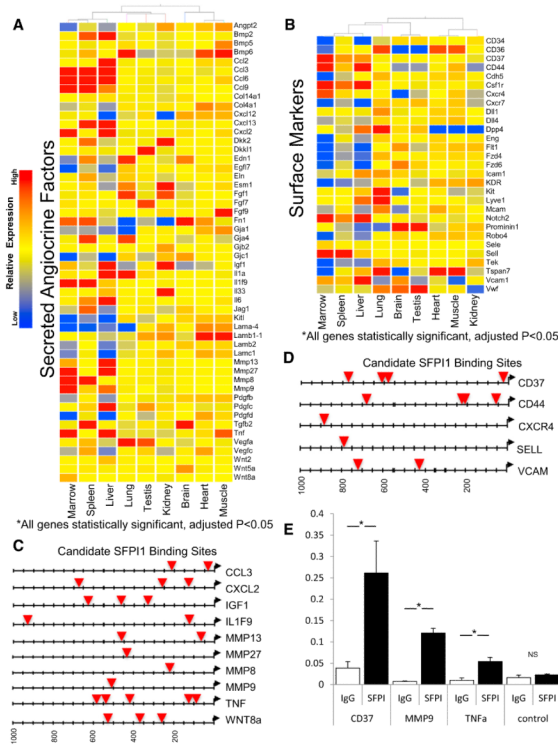 A
Secreted Angiocrine Factors
Relative Expression
High
Low
Angpt2
Bmp2
Bmp5
Bmp6
Ccl2
Ccl3
Ccl6
Ccl9
Col14a1
Col4a1
Cxcl12
Cxcl13
Cxcl2
Dkk2
Dkkl1
Edn1
Egfl7
Eln
Esm1
Fgf1
Fgf7
Fgf9
Fn1
Gja1
Gja4
Gjb2
Gjc1
Igf1
Il1a
Il1f9
Il33
Il6
Jag1
Kitl
Lama-4
Lamb1-1
Lamb2
Lamc1
Mmp13
Mmp27
Mmp8
Mmp9
Pdgfb
Pdgfc
Pdgfd
Tgfb2
Tnf
Vegfa
Vegfc
Wnt2
Wnt5a
Wnt8a
Marrow
Spleen
Liver
Lung
Testis
Kidney
Brain
Heart
Muscle
*All genes statistically significant, adjusted P<0.05
B
Surface Markers
CD34
CD36
CD37
CD44
Cdh5
Csf1r
Cxcr4
Cxcr7
Dll1
Dll4
Dpp4
Eng
Flt1
Fzd4
Fzd6
Icam1
KDR
Kit
Lyve1
Mcam
Notch2
Prominin1
Robo4
Sele
Sell
Tek
Tspan7
Vcam1
Vwf
Marrow
Spleen
Liver
Lung
Brain
Testis
Heart
Muscle
Kidney
*All genes statistically significant, adjusted P<0.05
C
Candidate SFPI1 Binding Sites
CCL3
CXCL2
IGF1
IL1F9
MMP13
MMP27
MMP8
MMP9
TNF
WNT8a
1000
800
600
400
200
D
Candidate SFPI1 Binding Sites
CD37
CD44
CXCR4
SELL
VCAM
1000
800
600
400
200
E
0.4
0.35
0.3
0.25
0.2
0.15
0.1
0.05
0
*
*
*
NS
IgG SFPI IgG SFPI IgG SFPI IgG SFPI
CD37 MMP9 TNFa control